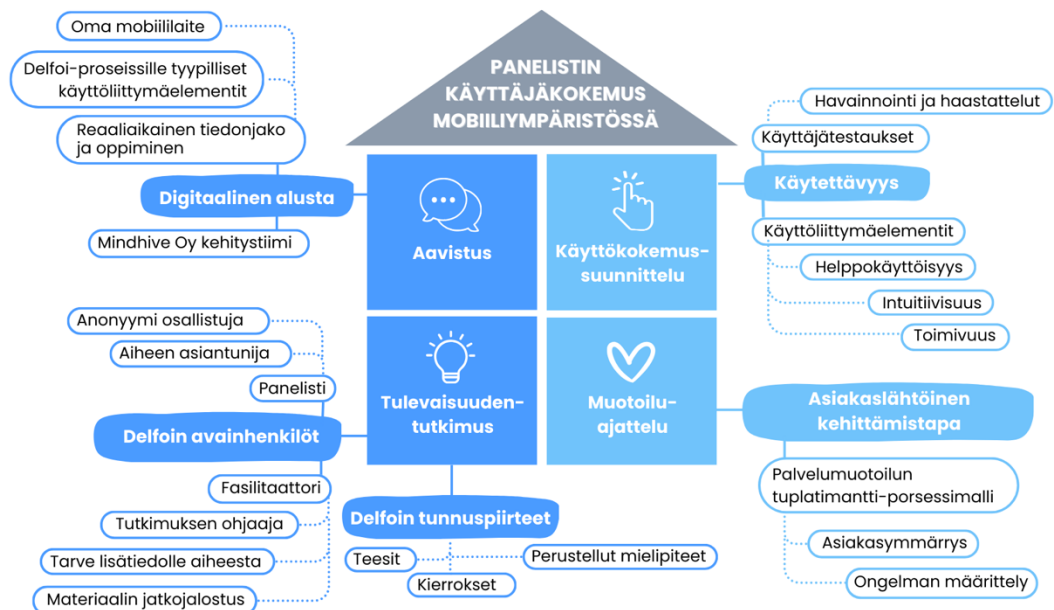 PANELISTIN
KÄYTTÄJÄKOKEMUS
MOBIILIYMPÄRISTÖSSÄ
Oma mobiililaite
Delfoi-proseissille tyypilliset
käyttöliittymäelementit
Reaaliaikainen tiedonjako
ja oppiminen
Digitaalinen alusta
Mindhive Oy kehitystiimi
Aavistus
Käyttökokemus-
suunnittelu
Havainnointi ja haastattelut
Käyttäjätestaukset
Käytettävyys
Käyttöliittymäelementit
Helppokäyttöisyys
Intuitiivisuus
Toimivuus
Anonyymi osallistuja
Aiheen asiantunija
Panelisti
Delfoin avainhenkilöt
Fasilitaattori
Tutkimuksen ohjaaja
Tarve lisätiedolle aiheesta
Materiaalin jatkojalostus
Tulevaisuuden-
tutkimus
Muotoilu-
ajattelu
Delfoin tunnuspiirteet
Teesit
Kierrokset
Perustellut mielipiteet
Asiakaslähtöinen
kehittämistapa
Palvelumuotoilun
tuplatimantti-porsessimalli
Asiakasymmärrys
Ongelman määrittely